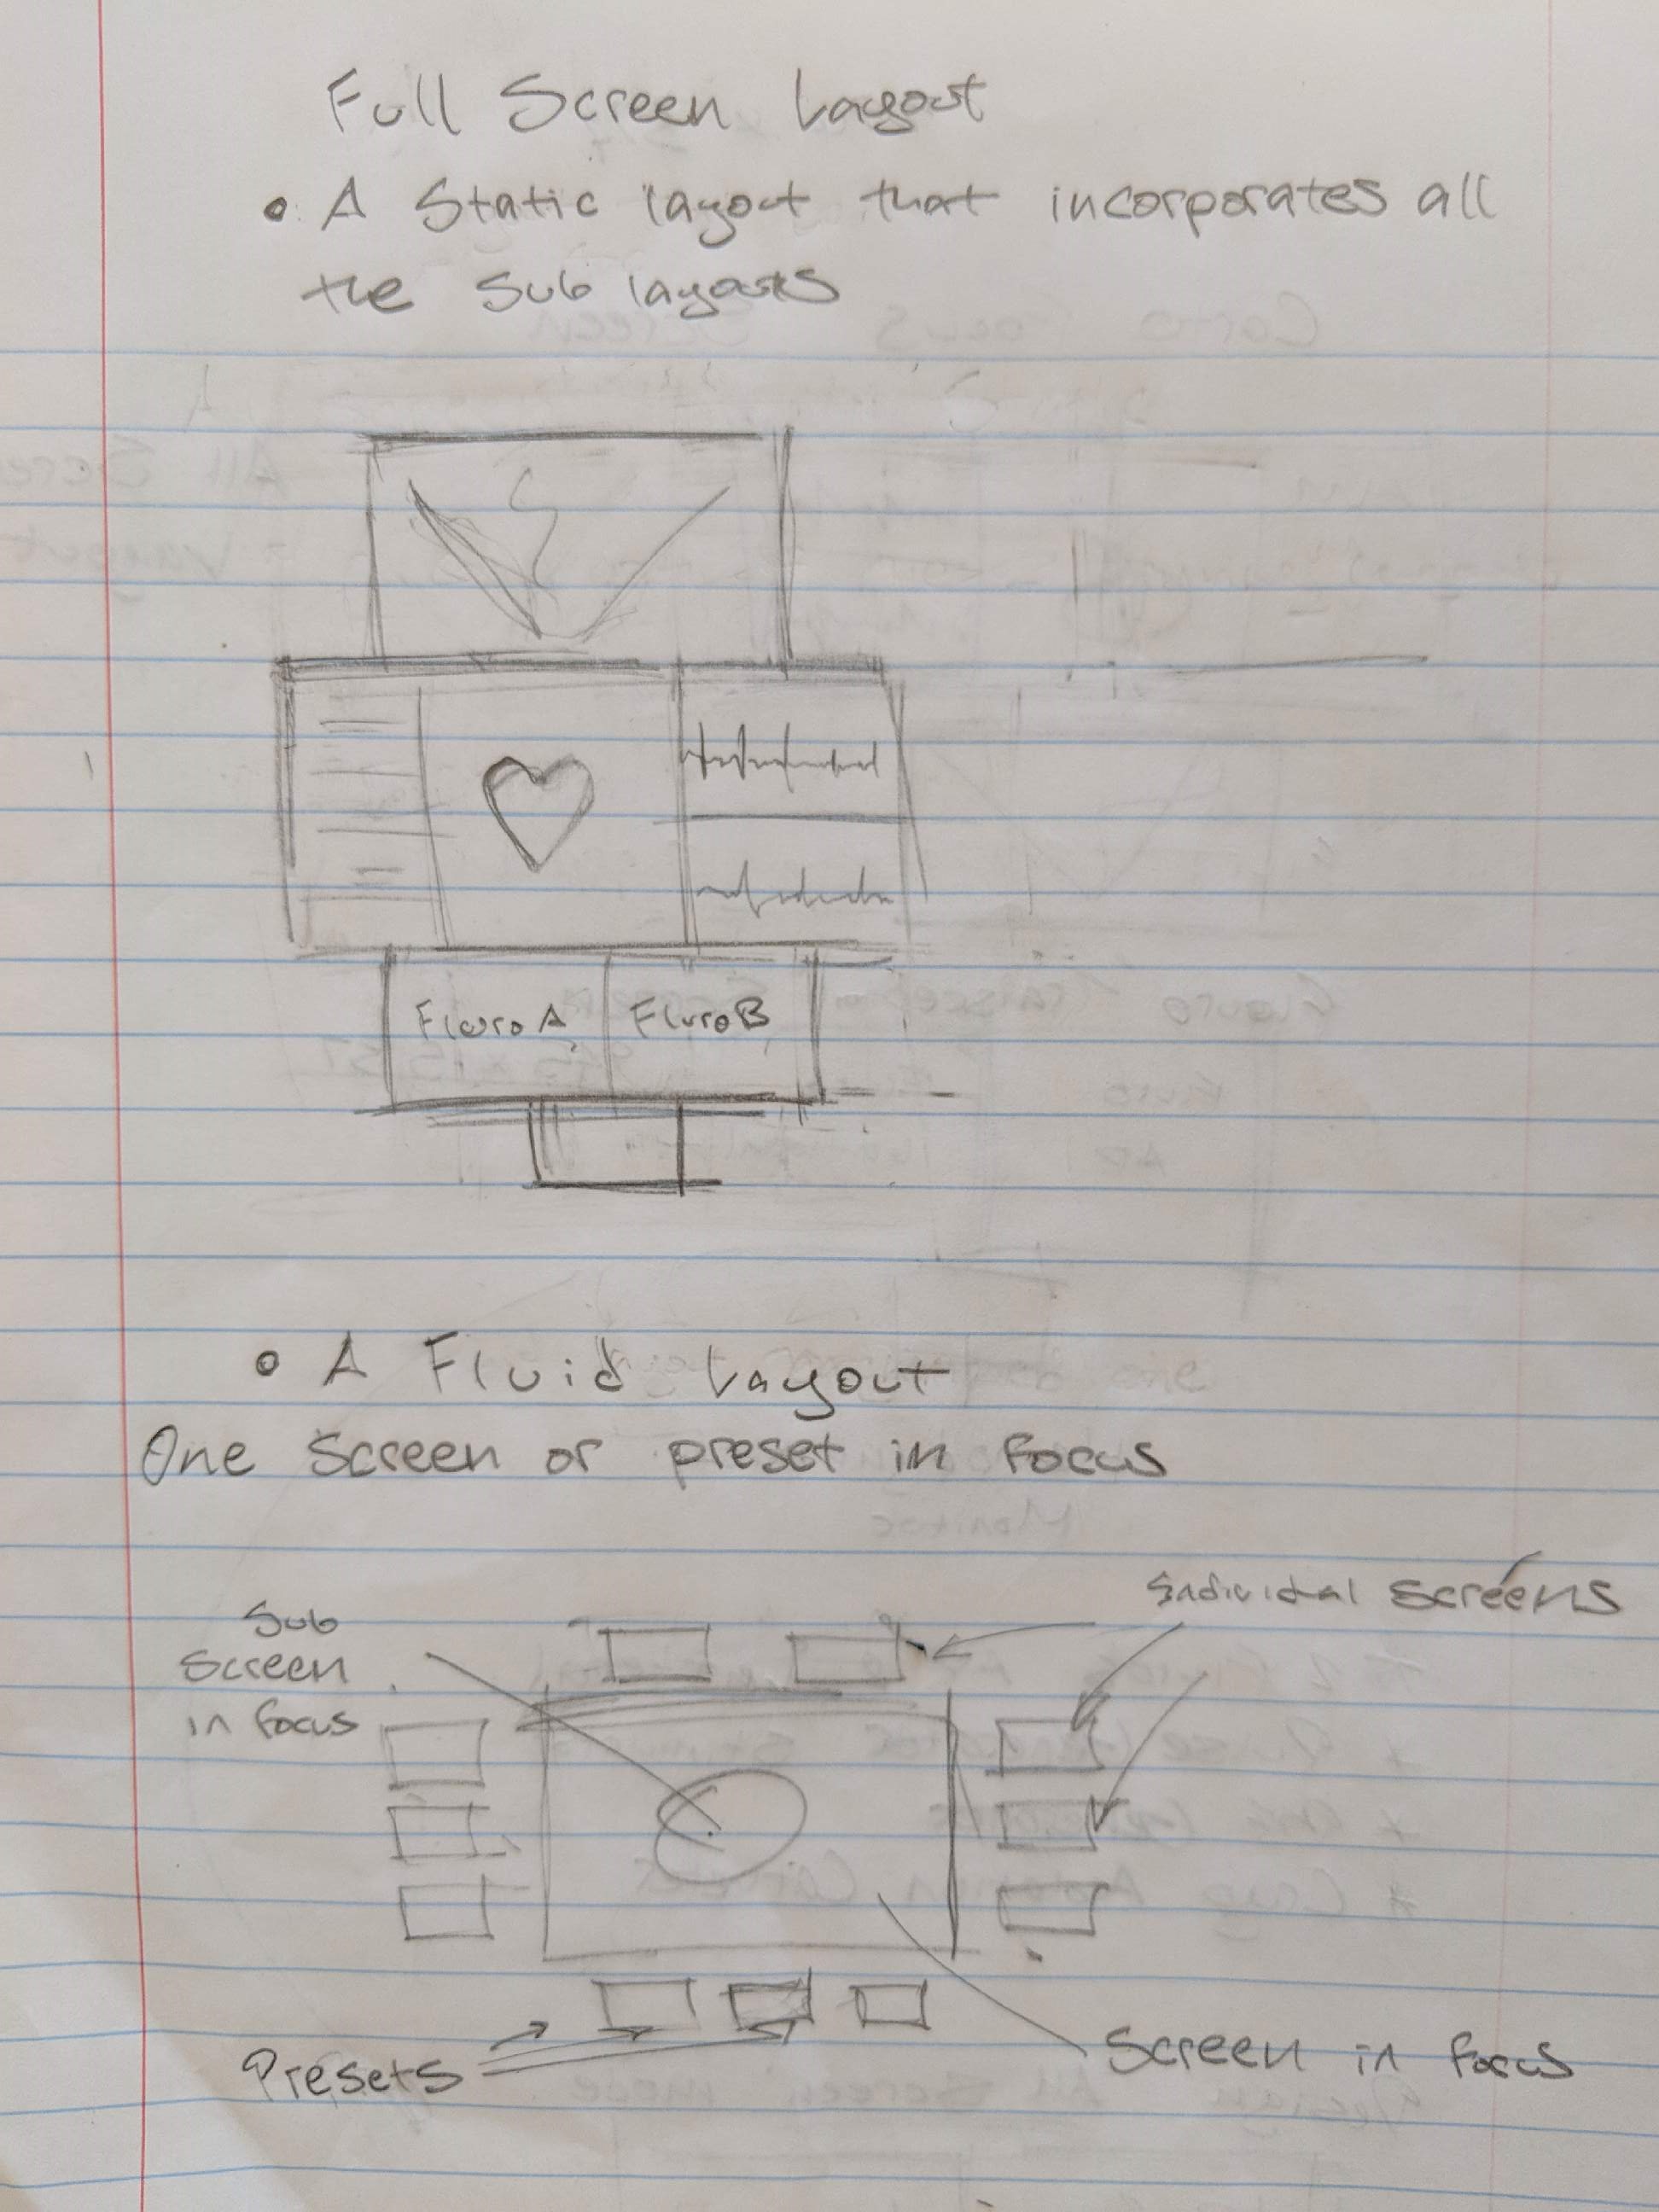 Full Screen Layout
• A Static layout that incorporates all
the sub layouts
Fluro A
Fluro B
• A Fluid Layout
One Screen or preset in focus
Individual Screens
Sub
Screen
in focus
Screen in focus
Presets